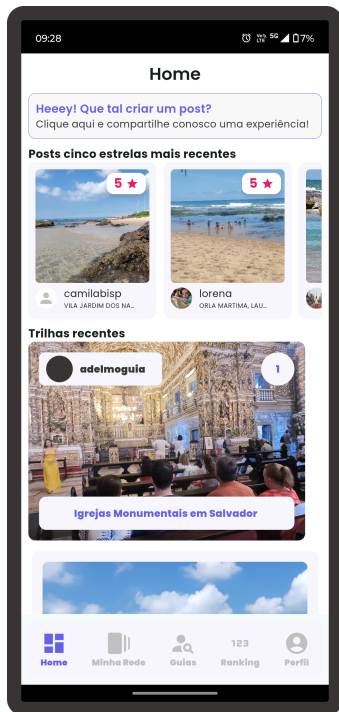 09:28
5G
7%
Home
Heeey! Que tal criar um post?
Clique aqui e compartilhe conosco uma experiência!
Posts cinco estrelas mais recentes
5
5
camilabisp
VILA JARDIM DOS NA...
lorena
ORLA MARTIMA, LAU...
Trilhas recentes
adelmoguia
1
Igrejas Monumentais em Salvador
123
Home
Minha Rede
Guias
Ranking
Perfil